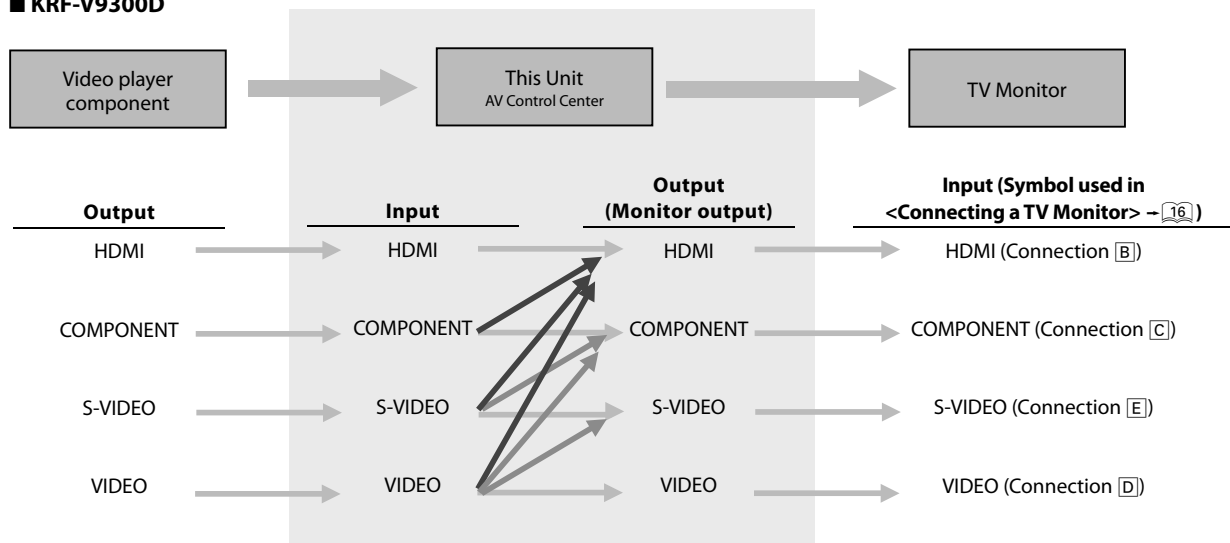 ■ KRF-V9300D
Video player
component
This Unit
AV Control Center
TV Monitor
Output
Input
Output
(Monitor output)
Input (Symbol used in
<Connecting a TV Monitor> → 16 )
HDMI
HDMI
HDMI
HDMI (Connection B)
COMPONENT
COMPONENT
COMPONENT
COMPONENT (Connection C)
S-VIDEO
S-VIDEO
S-VIDEO
S-VIDEO (Connection E)
VIDEO
VIDEO
VIDEO
VIDEO (Connection D)